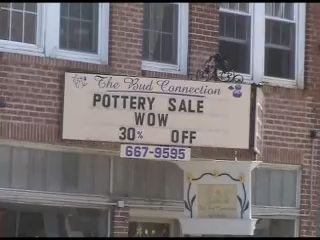 The Bud Connection
POTTERY SALE
WOW
30% OFF
667-9595